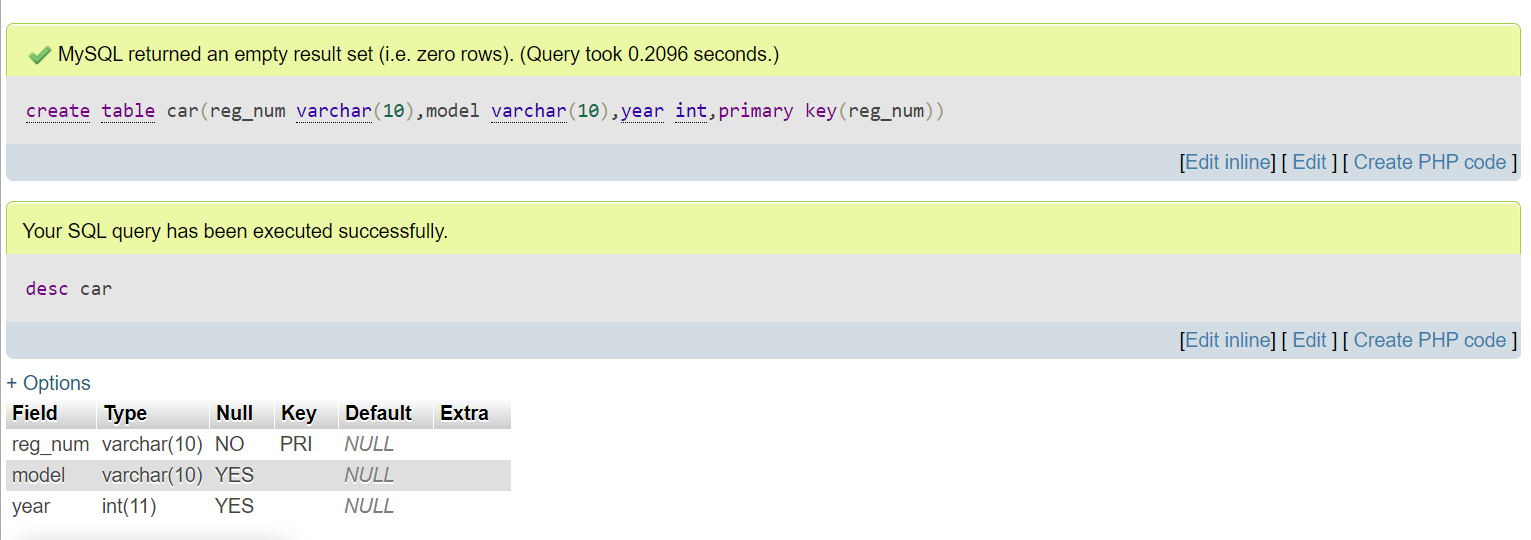 MySQL returned an empty result set (i.e. zero rows). (Query took 0.2096 seconds.)
create table car(reg_num varchar(10),model varchar(10),year int,primary key(reg_num))
[Edit inline] [ Edit ] [ Create PHP code ]
Your SQL query has been executed successfully.
desc car
[Edit inline] [ Edit ] [ Create PHP code ]
+ Options
Field Type Null Key Default Extra
reg_num varchar(10) NO PRI NULL
model varchar(10) YES NULL
year int(11) YES NULL